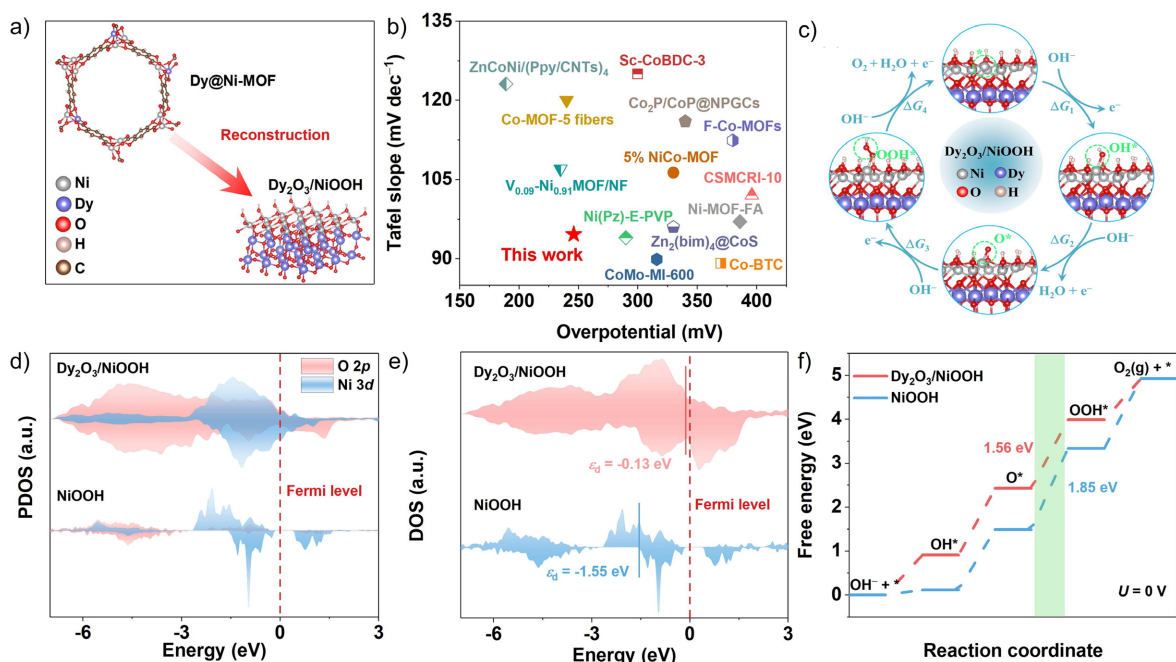 a)
Dy@Ni-MOF
Reconstruction
Dy₂O₃/NiOOH
Ni
Dy
O
H
C
b)
Tafel slope (mV dec⁻¹)
135
120
105
90
ZnCoNi/(Ppy/CNTs)₄
Sc-CoBDC-3
Co-MOF-5 fibers
Co₂P/CoP@NPGCs
F-Co-MOFs
5% NiCo-MOF
V₀.₀₉-Ni₀.₉₁MOF/NF
CSMCRI-10
Ni(Pz)-E-PVP
Ni-MOF-FA
This work
Zn₂(bim)₄@CoS
CoMo-MI-600
Co-BTC
150 200 250 300 350 400
Overpotential (mV)
c)
O₂ + H₂O + e⁻
*
OH⁻
ΔG₄
ΔG₁
OH⁻
e⁻
OOH*
Dy₂O₃/NiOOH
OH*
Ni Dy
O H
e⁻
ΔG₃
O*
ΔG₂
OH⁻
OH⁻
H₂O + e⁻
d)
PDOS (a.u.)
Dy₂O₃/NiOOH
O 2p
Ni 3d
Fermi level
NiOOH
-6 -3 0 3
Energy (eV)
e)
DOS (a.u.)
Dy₂O₃/NiOOH
εd = -0.13 eV
Fermi level
NiOOH
εd = -1.55 eV
-6 -3 0 3
Energy (eV)
f)
Free energy (eV)
5
4
3
2
1
0
Dy₂O₃/NiOOH
NiOOH
O₂(g) + *
OOH*
1.56 eV
O*
1.85 eV
OH*
OH⁻ + *
U = 0 V
Reaction coordinate